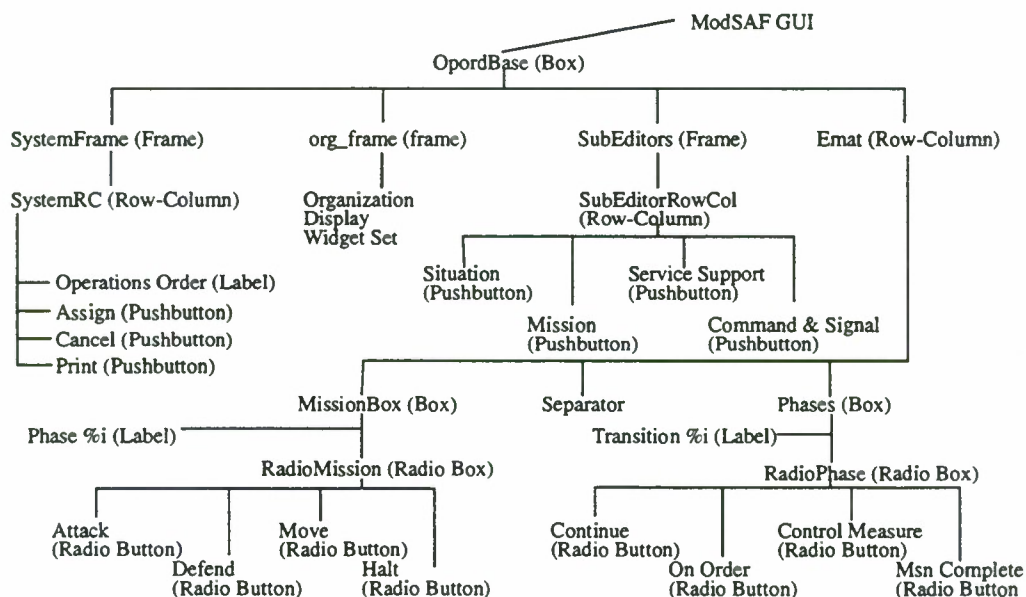 ModSAF GUI
OpordBase (Box)
SystemFrame (Frame)
org_frame (frame)
SubEditors (Frame)
Emat (Row-Column)
SystemRC (Row-Column)
Organization
Display
Widget Set
SubEditorRowCol
(Row-Column)
Operations Order (Label)
Assign (Pushbutton)
Cancel (Pushbutton)
Print (Pushbutton)
Situation
(Pushbutton)
Service Support
(Pushbutton)
Mission
(Pushbutton)
Command & Signal
(Pushbutton)
MissionBox (Box)
Separator
Phases (Box)
Phase %i (Label)
Transition %i (Label)
RadioMission (Radio Box)
RadioPhase (Radio Box)
Attack
(Radio Button)
Move
(Radio Button)
Defend
(Radio Button)
Halt
(Radio Button)
Continue
(Radio Button)
Control Measure
(Radio Button)
On Order
(Radio Button)
Msn Complete
(Radio Button